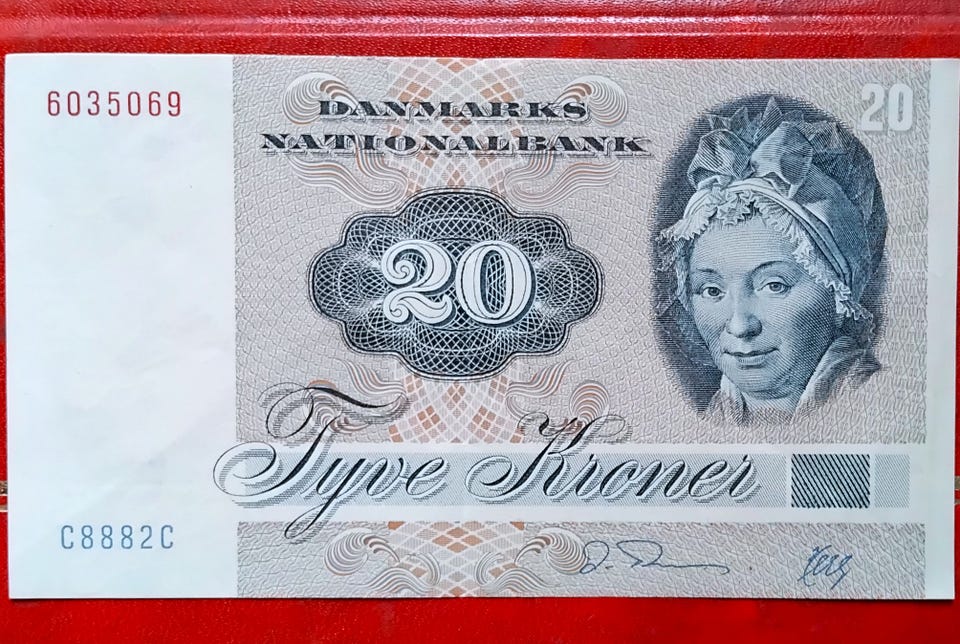 6035069
DANMARKS
NATIONALBANK
20
20
Tyve Kroner
C8882C